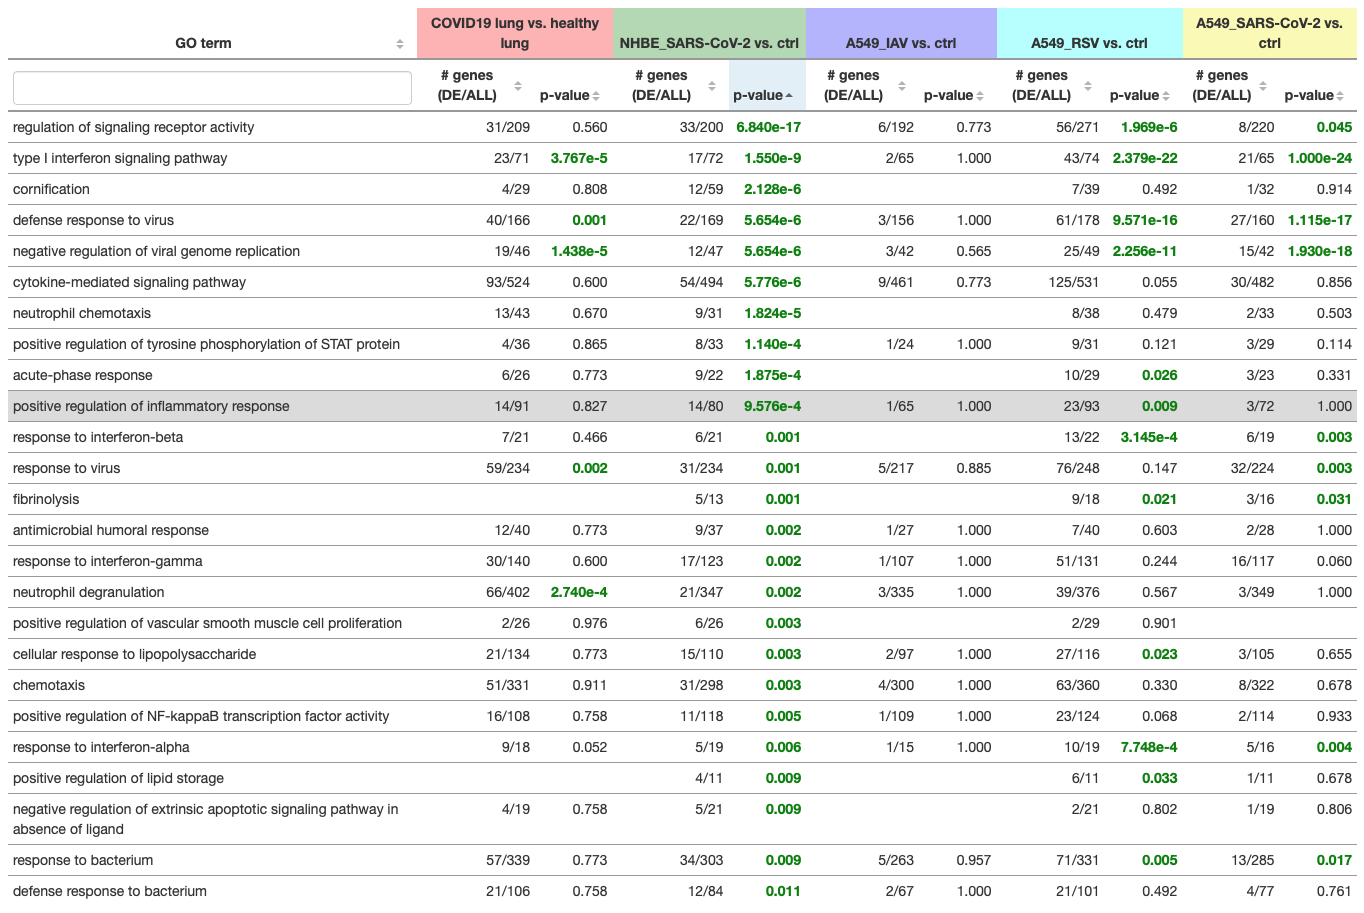 COVID19 lung vs. healthy lung
GO term
NHBE_SARS-CoV-2 vs. ctrl
A549_IAV vs. ctrl
A549_RSV vs. ctrl
A549_SARS-CoV-2 vs. ctrl
# genes (DE/ALL) p-value # genes (DE/ALL) p-value # genes (DE/ALL) p-value # genes (DE/ALL) p-value # genes (DE/ALL) p-value
regulation of signaling receptor activity 31/209 0.560 33/200 6.840e-17 6/192 0.773 56/271 1.969e-6 8/220 0.045
type I interferon signaling pathway 23/71 3.767e-5 17/72 1.550e-9 2/65 1.000 43/74 2.379e-22 21/65 1.000e-24
cornification 4/29 0.808 12/59 2.128e-6 7/39 0.492 1/32 0.914
defense response to virus 40/166 0.001 22/169 5.654e-6 3/156 1.000 61/178 9.571e-16 27/160 1.115e-17
negative regulation of viral genome replication 19/46 1.438e-5 12/47 5.654e-6 3/42 0.565 25/49 2.256e-11 15/42 1.930e-18
cytokine-mediated signaling pathway 93/524 0.600 54/494 5.776e-6 9/461 0.773 125/531 0.055 30/482 0.856
neutrophil chemotaxis 13/43 0.670 9/31 1.824e-5 8/38 0.479 2/33 0.503
positive regulation of tyrosine phosphorylation of STAT protein 4/36 0.865 8/33 1.140e-4 1/24 1.000 9/31 0.121 3/29 0.114
acute-phase response 6/26 0.773 9/22 1.875e-4 10/29 0.026 3/23 0.331
positive regulation of inflammatory response 14/91 0.827 14/80 9.576e-4 1/65 1.000 23/93 0.009 3/72 1.000
response to interferon-beta 7/21 0.466 6/21 0.001 13/22 3.145e-4 6/19 0.003
response to virus 59/234 0.002 31/234 0.001 5/217 0.885 76/248 0.147 32/224 0.003
fibrinolysis 5/13 0.001 9/18 0.021 3/16 0.031
antimicrobial humoral response 12/40 0.773 9/37 0.002 1/27 1.000 7/40 0.603 2/28 1.000
response to interferon-gamma 30/140 0.600 17/123 0.002 1/107 1.000 51/131 0.244 16/117 0.060
neutrophil degranulation 66/402 2.740e-4 21/347 0.002 3/335 1.000 39/376 0.567 3/349 1.000
positive regulation of vascular smooth muscle cell proliferation 2/26 0.976 6/26 0.003 2/29 0.901
cellular response to lipopolysaccharide 21/134 0.773 15/110 0.003 2/97 1.000 27/116 0.023 3/105 0.655
chemotaxis 51/331 0.911 31/298 0.003 4/300 1.000 63/360 0.330 8/322 0.678
positive regulation of NF-kappaB transcription factor activity 16/108 0.758 11/118 0.005 1/109 1.000 23/124 0.068 2/114 0.933
response to interferon-alpha 9/18 0.052 5/19 0.006 1/15 1.000 10/19 7.748e-4 5/16 0.004
positive regulation of lipid storage 4/11 0.009 6/11 0.033 1/11 0.678
negative regulation of extrinsic apoptotic signaling pathway in 4/19 0.758 5/21 0.009 2/21 0.802 1/19 0.806
absence of ligand
response to bacterium 57/339 0.773 34/303 0.009 5/263 0.957 71/331 0.005 13/285 0.017
defense response to bacterium 21/106 0.758 12/84 0.011 2/67 1.000 21/101 0.492 4/77 0.761